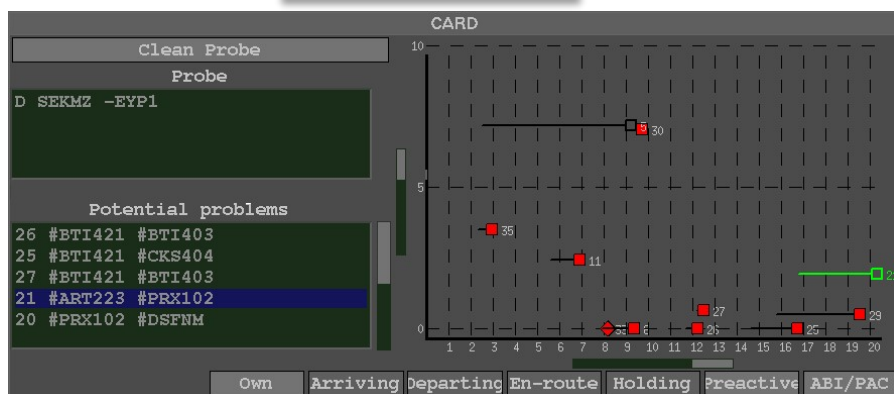 CARD
Clean Probe
Probe
D SEKMZ -EYP1
Potential problems
26 #BTI421 #BTI403
25 #BTI421 #CKS404
27 #BTI421 #BTI403
21 #ART223 #PRX102
20 #PRX102 #DSFNM
10
30
5
35
11
27
29
26
25
0
1 2 3 4 5 6 7 8 9 10 11 12 13 14 15 16 17 18 19 20
Own Arriving Departing En-route Holding Preactive ABI/PAC